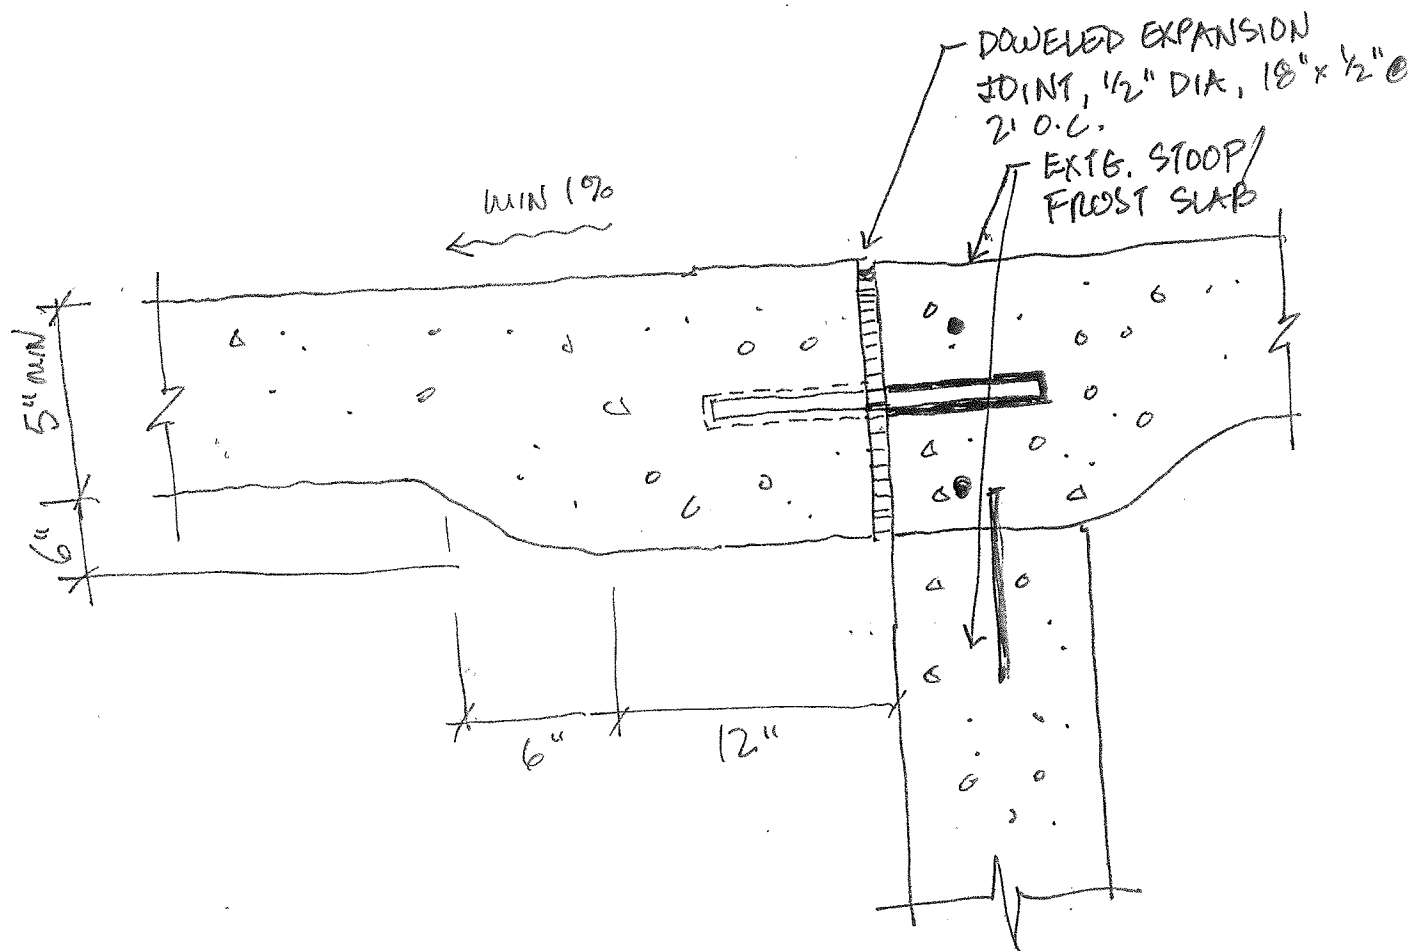 DOWELED EXPANSION
JOINT, 1/2" DIA, 18" x 1/2" @
2' O.C.
EXTG. STOOP/
FROST SLAB
MIN 1%
5" MIN
6"
6"
12"